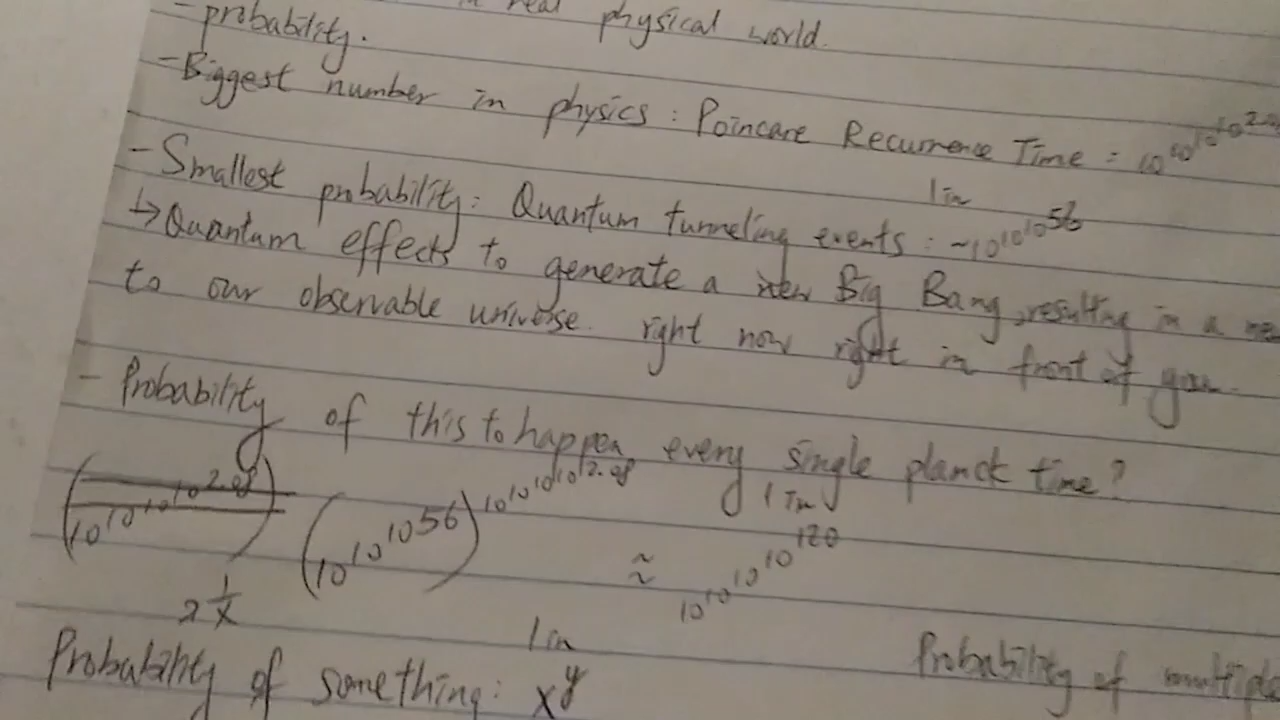 real physical world.
- probability.
- Biggest number in physics : Poincare Recurrence Time = 10^10^10^10^2.08
1 in
- Smallest probability: Quantum tunneling events : ~10^10^10^56
↳ Quantum effects to generate a new Big Bang, resulting in a
to our observable universe. right now right in front of you.
- Probability of this to happen every single planck time?
1 in
(10^10^10^10^2.08) (10^10^10^56)^10^10^10^10^2.08 ≈ 10^10^10^10^120
1/x
1 in
Probability of something: x^y Probability of multiple